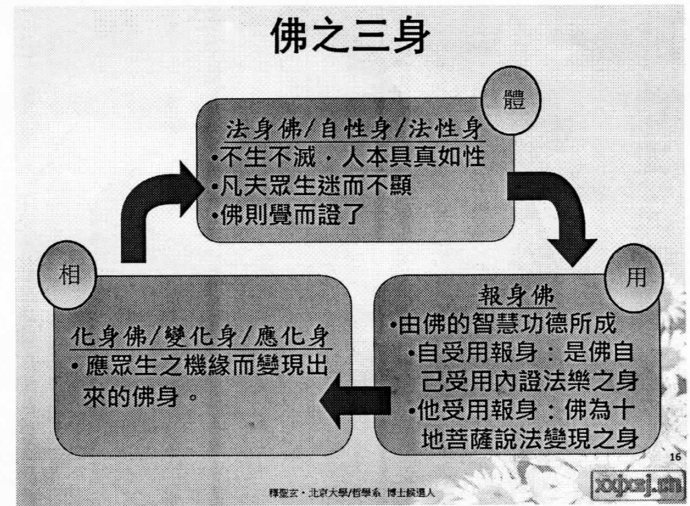 佛之三身
體
法身佛/自性身/法性身
•不生不滅．人本具真如性
•凡夫眾生迷而不顯
•佛則覺而證了
用
報身佛
•由佛的智慧功德所成
•自受用報身：是佛自
己受用內證法樂之身
•他受用報身：佛為十
地菩薩說法變現之身
相
化身佛/變化身/應化身
•應眾生之機緣而變現出
來的佛身。
16
釋聖玄・北京大學/哲學系 博士候選人